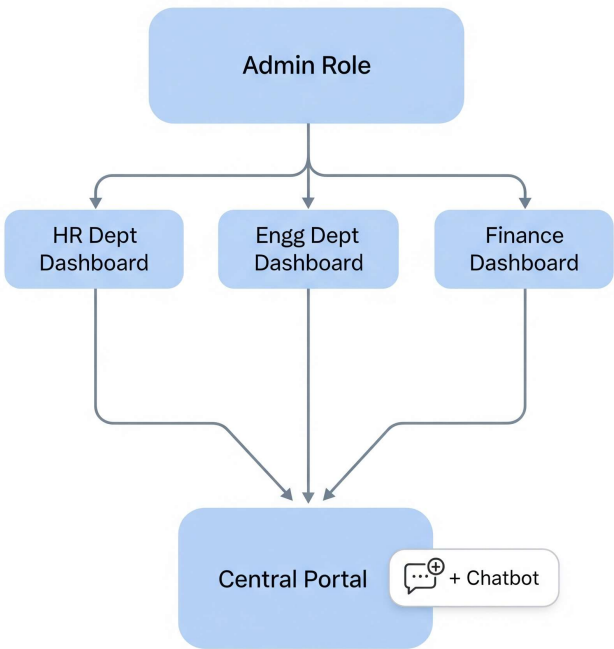 Admin Role
HR Dept
Dashboard
Engg Dept
Dashboard
Finance
Dashboard
Central Portal
+ Chatbot